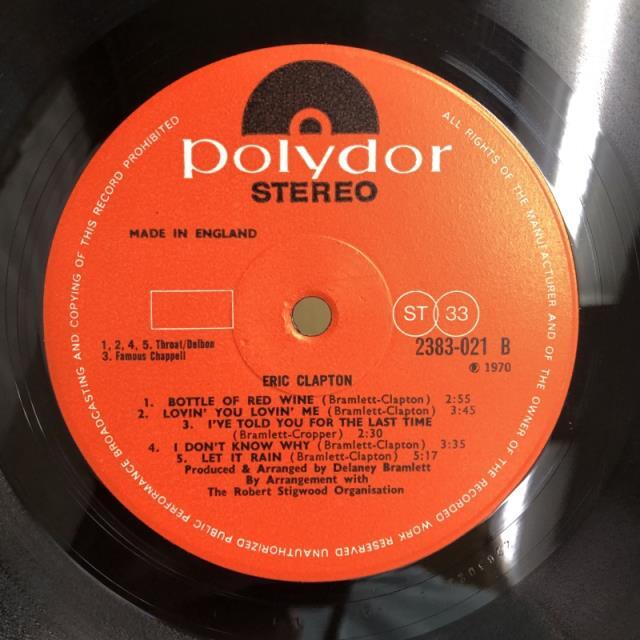 polydor
STEREO
MADE IN ENGLAND
ST 33
1, 2, 4, 5. Throat/Delbon
3. Famous Chappell
2383-021 B
℗ 1970
ERIC CLAPTON
1. BOTTLE OF RED WINE (Bramlett-Clapton) 2:55
2. LOVIN' YOU LOVIN' ME (Bramlett-Clapton) 3:45
3. I'VE TOLD YOU FOR THE LAST TIME
(Bramlett-Cropper) 2:30
4. I DON'T KNOW WHY (Bramlett-Clapton) 3:35
5. LET IT RAIN (Bramlett-Clapton) 5:17
Produced & Arranged by Delaney Bramlett
By Arrangement with
The Robert Stigwood Organisation
ALL RIGHTS OF THE MANUFACTURER AND OF THE OWNER OF THE RECORDED WORK RESERVED UNAUTHORIZED PUBLIC PERFORMANCE BROADCASTING AND COPYING OF THIS RECORD PROHIBITED